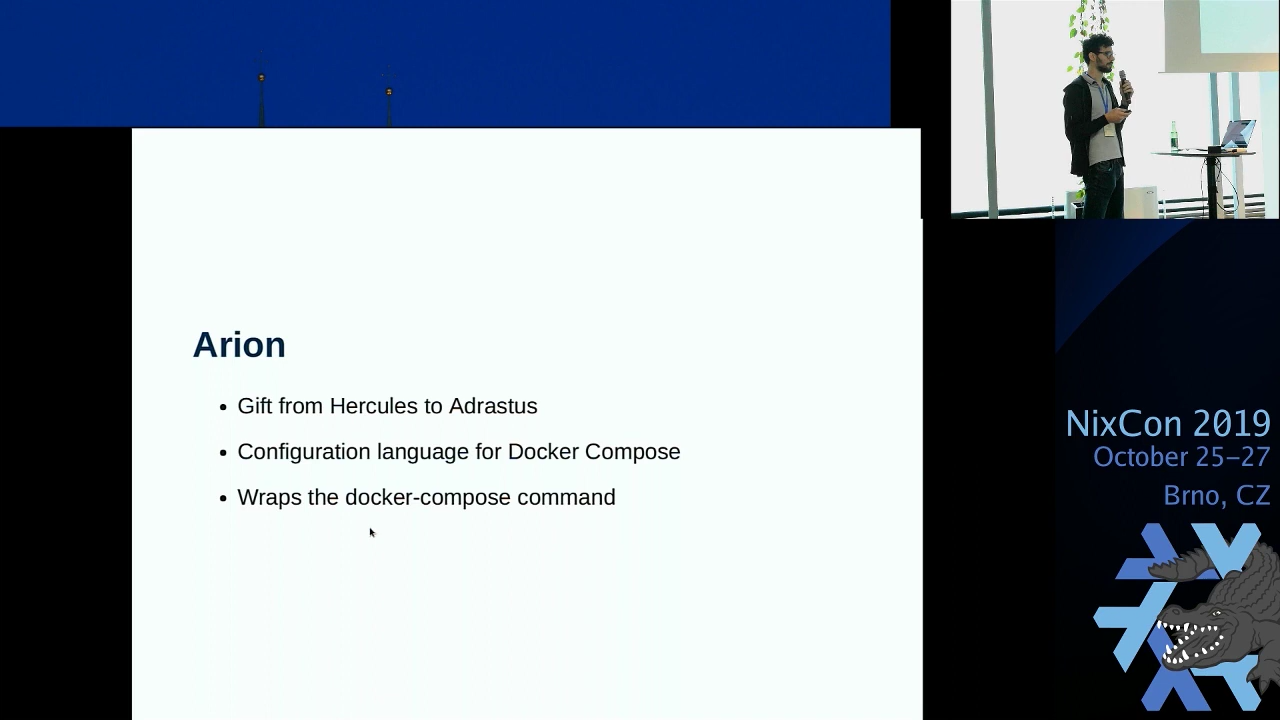 Arion
Gift from Hercules to Adrastus
Configuration language for Docker Compose
Wraps the docker-compose command
NixCon 2019
October 25–27
Brno, CZ